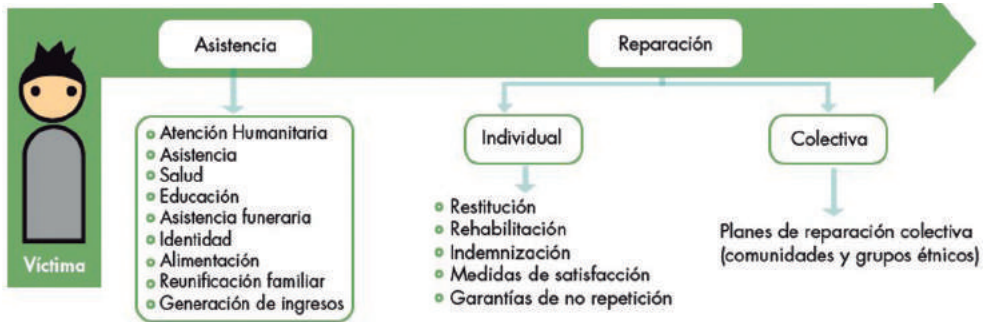 Asistencia
Reparación
Víctima
Atención Humanitaria
Asistencia
Salud
Educación
Asistencia funeraria
Identidad
Alimentación
Reunificación familiar
Generación de ingresos
Individual
Restitución
Rehabilitación
Indemnización
Medidas de satisfacción
Garantías de no repetición
Colectiva
Planes de reparación colectiva
(comunidades y grupos étnicos)